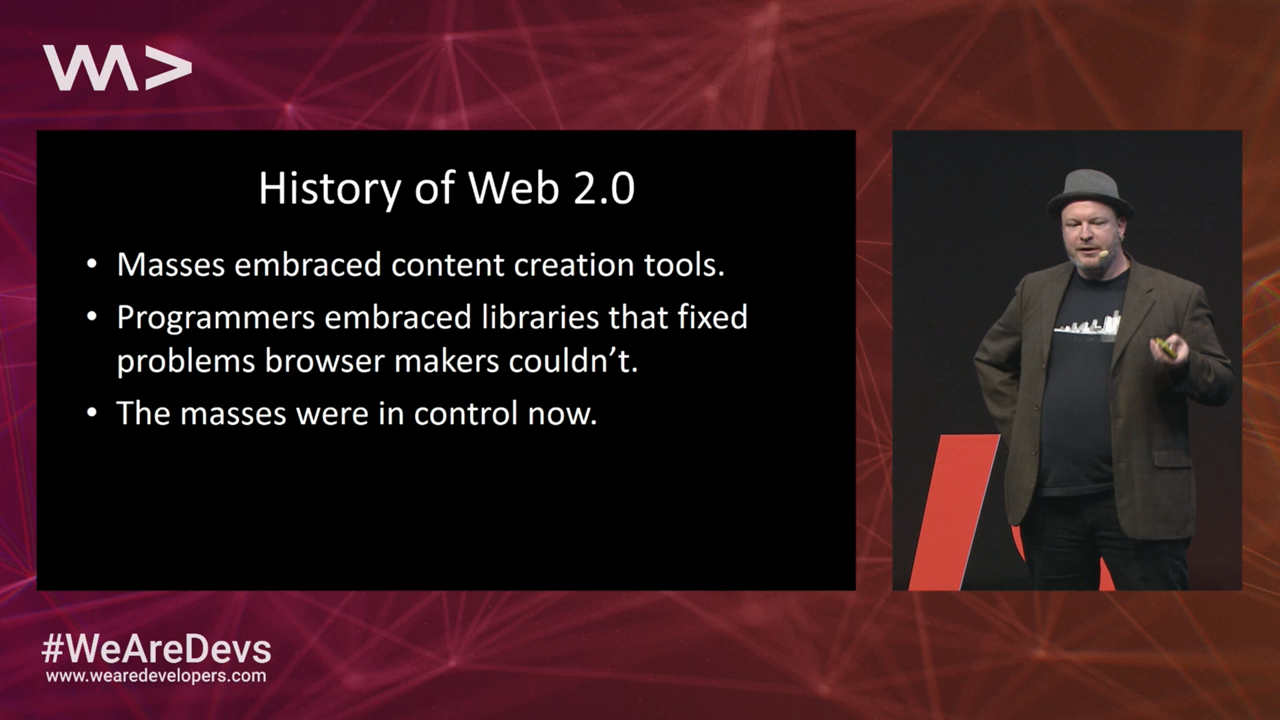 History of Web 2.0
• Masses embraced content creation tools.
• Programmers embraced libraries that fixed
problems browser makers couldn’t.
• The masses were in control now.
#WeAreDevs
www.wearedevelopers.com